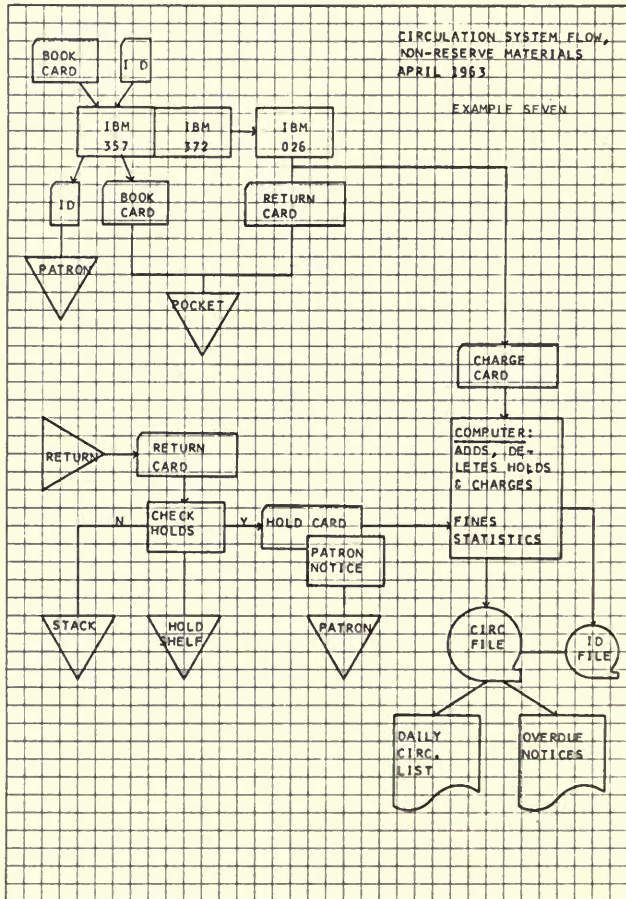 CIRCULATION SYSTEM FLOW,
NON-RESERVE MATERIALS
APRIL 1963
EXAMPLE SEVEN
BOOK
CARD
I D
IBM
357
IBM
372
IBM
026
ID
BOOK
CARD
RETURN
CARD
PATRON
POCKET
CHARGE
CARD
RETURN
RETURN
CARD
COMPUTER:
ADDS, DE-
LETES HOLDS
& CHARGES
FINES
STATISTICS
N
CHECK
HOLDS
Y
HOLD CARD
PATRON
NOTICE
STACK
HOLD
SHELF
PATRON
CIRC
FILE
ID
FILE
DAILY
CIRC.
LIST
OVERDUE
NOTICES